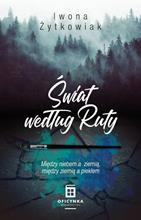 Iwona
Żytkowiak
Świat
według Ruty
Między niebem a ziemią,
między ziemią a piekłem
OFICYNKA